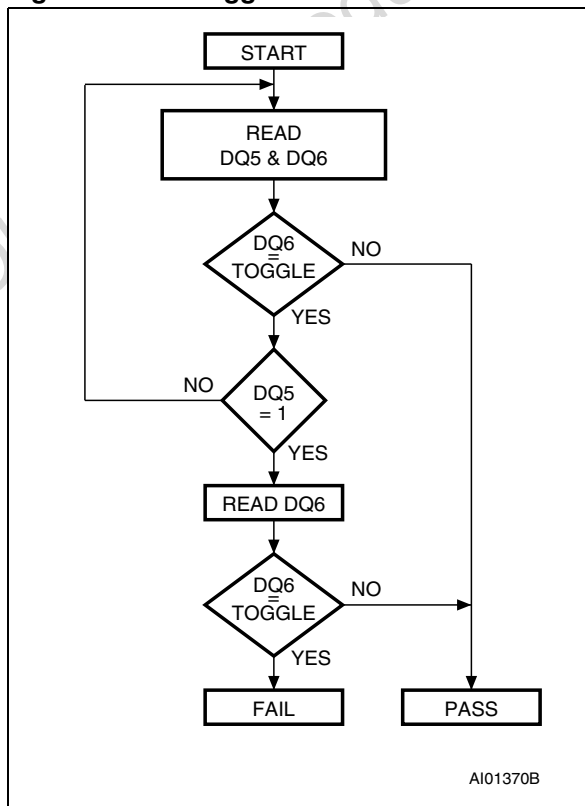 START
READ
DQ5 & DQ6
DQ6
=
TOGGLE
NO
YES
NO
DQ5
= 1
YES
READ DQ6
DQ6
=
TOGGLE
NO
YES
FAIL
PASS
AI01370B